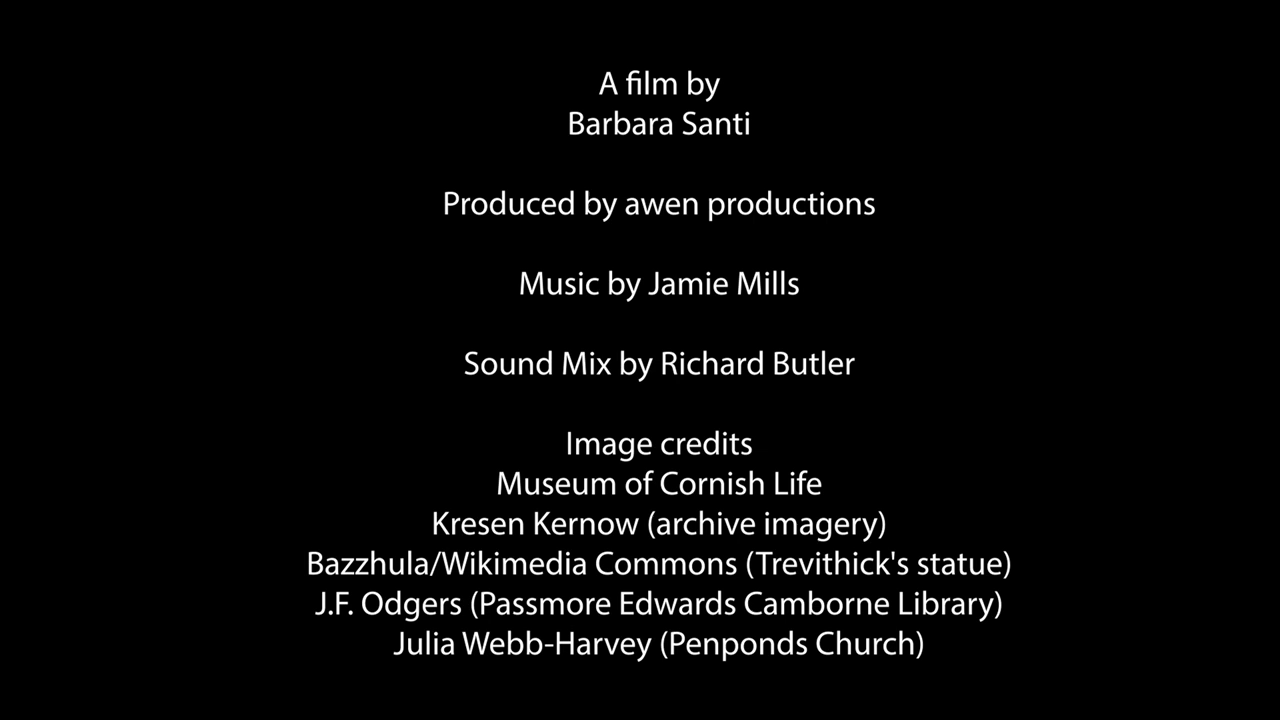 A film by
Barbara Santi
Produced by awen productions
Music by Jamie Mills
Sound Mix by Richard Butler
Image credits
Museum of Cornish Life
Kresen Kernow (archive imagery)
Bazzhula/Wikimedia Commons (Trevithick's statue)
J.F. Odgers (Passmore Edwards Camborne Library)
Julia Webb-Harvey (Penponds Church)